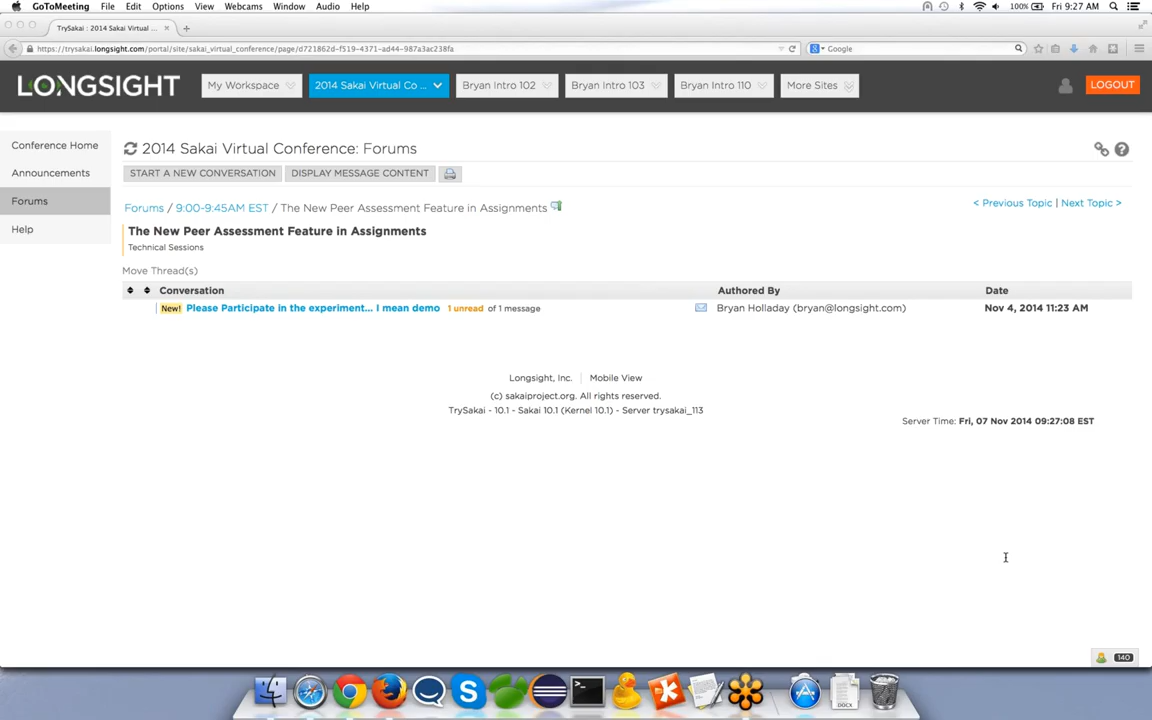 GoToMeeting File Edit Options View Webcams Window Audio Help 100% Fri 9:27 AM
TrySakai : 2014 Sakai Virtual ...
https://trysakai.longsight.com/portal/site/sakai_virtual_conference/page/d721862d-f519-4371-ad44-987a3ac238fa Google
LONGSIGHT My Workspace 2014 Sakai Virtual Co ... Bryan Intro 102 Bryan Intro 103 Bryan Intro 110 More Sites LOGOUT
Conference Home
Announcements
Forums
Help
2014 Sakai Virtual Conference: Forums
START A NEW CONVERSATION DISPLAY MESSAGE CONTENT
Forums / 9:00-9:45AM EST / The New Peer Assessment Feature in Assignments < Previous Topic | Next Topic >
The New Peer Assessment Feature in Assignments
Technical Sessions
Move Thread(s)
Conversation Authored By Date
New! Please Participate in the experiment... I mean demo 1 unread of 1 message Bryan Holladay (bryan@longsight.com) Nov 4, 2014 11:23 AM
Longsight, Inc. | Mobile View
(c) sakaiproject.org. All rights reserved.
TrySakai - 10.1 - Sakai 10.1 (Kernel 10.1) - Server trysakai_113
Server Time: Fri, 07 Nov 2014 09:27:08 EST
140
DOCX